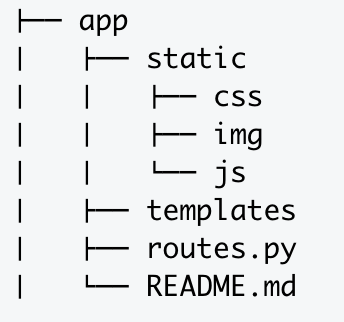 ├── app
│   ├── static
│   │   ├── css
│   │   ├── img
│   │   └── js
│   ├── templates
│   ├── routes.py
│   └── README.md